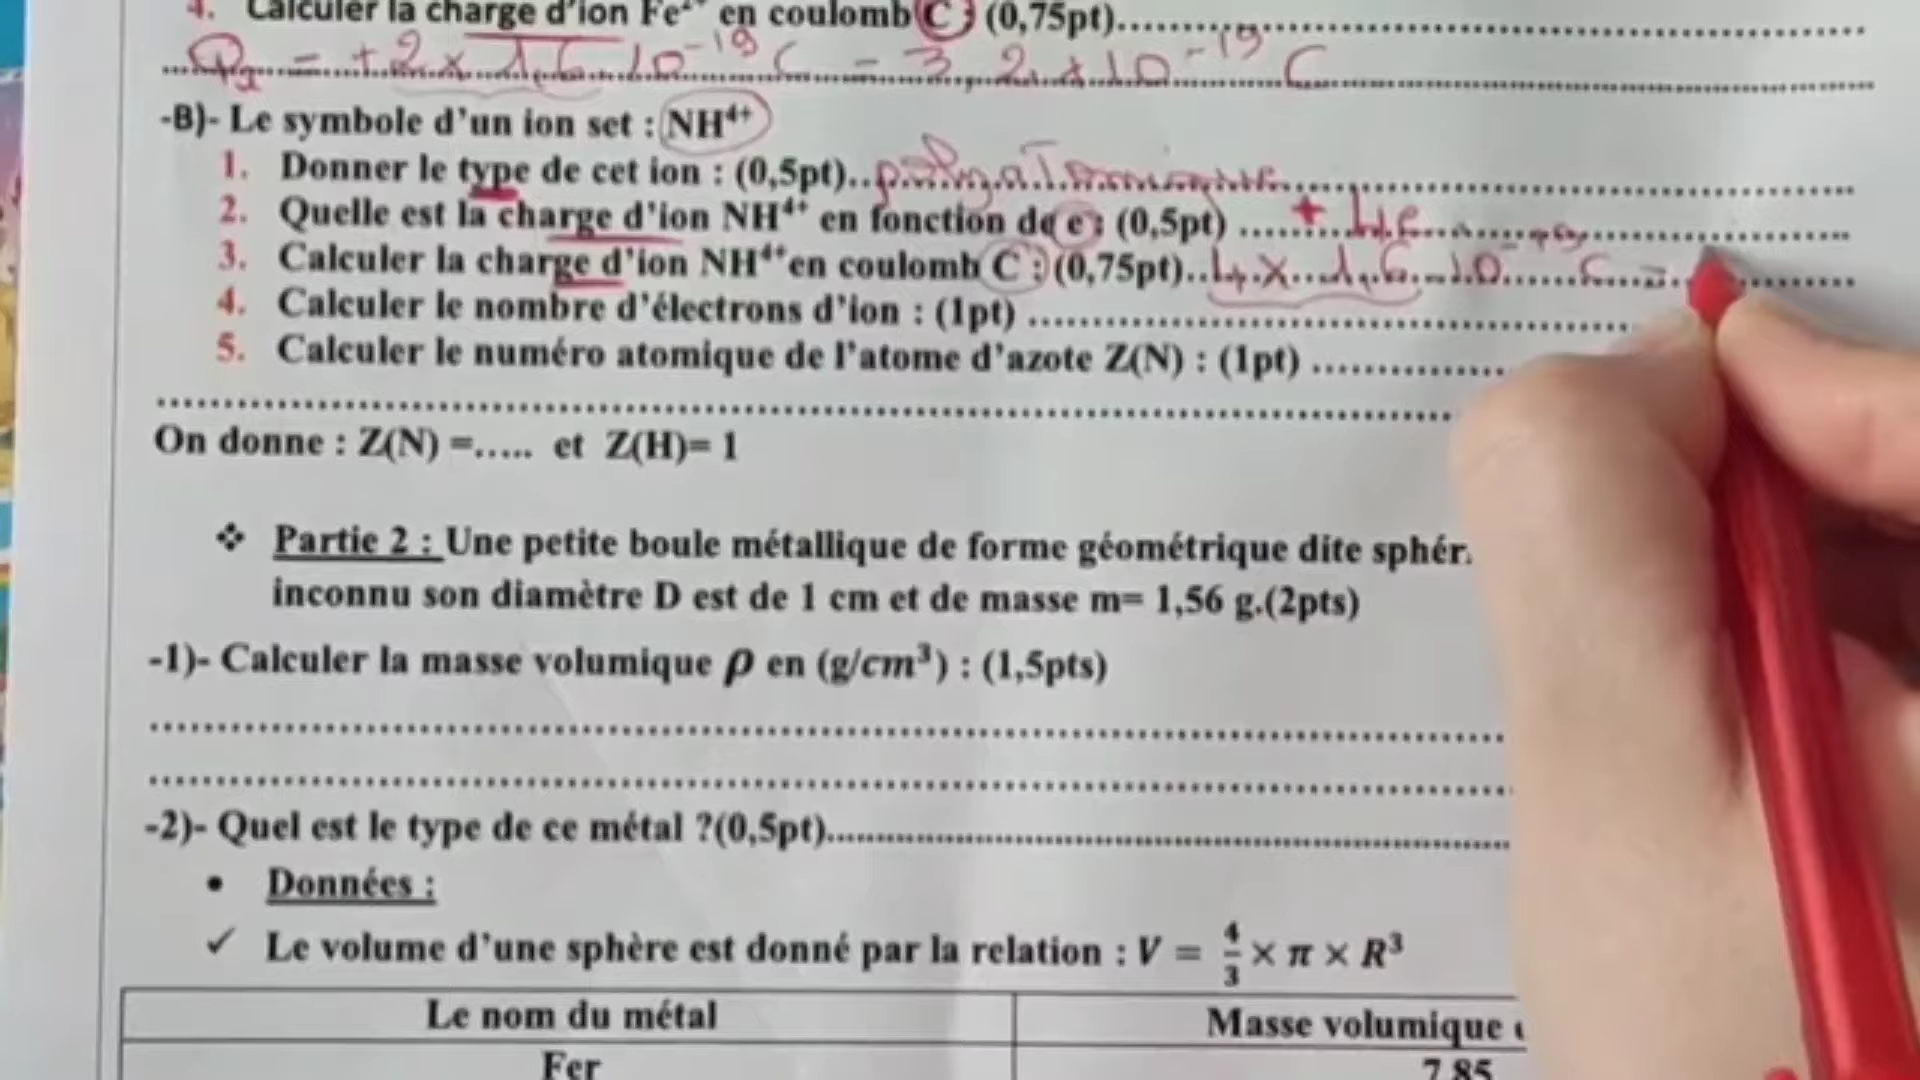 4. Calculer la charge d'ion Fe²⁺ en coulomb C : (0,75pt)
= +2 x 1,6 10⁻¹⁹ C = 3,2 x 10⁻¹⁹ C
-B)- Le symbole d'un ion set : NH⁴⁺
1. Donner le type de cet ion : (0,5pt).. polyatomique
2. Quelle est la charge d'ion NH⁴⁺ en fonction de e : (0,5pt) .... + 4e
3. Calculer la charge d'ion NH⁴⁺en coulomb C : (0,75pt).. 4 x 1,6 10⁻¹⁹ C =
4. Calculer le nombre d'électrons d'ion : (1pt) ....
5. Calculer le numéro atomique de l'atome d'azote Z(N) : (1pt) ....
On donne : Z(N) =..... et Z(H)= 1
❖ Partie 2 : Une petite boule métallique de forme géométrique dite sphér
inconnu son diamètre D est de 1 cm et de masse m= 1,56 g.(2pts)
-1)- Calculer la masse volumique ρ en (g/cm³) : (1,5pts)
-2)- Quel est le type de ce métal ?(0,5pt)....
• Données :
✓ Le volume d'une sphère est donné par la relation : V = 4/3 × π × R³
Le nom du métal Masse volumique
Fer 7,85